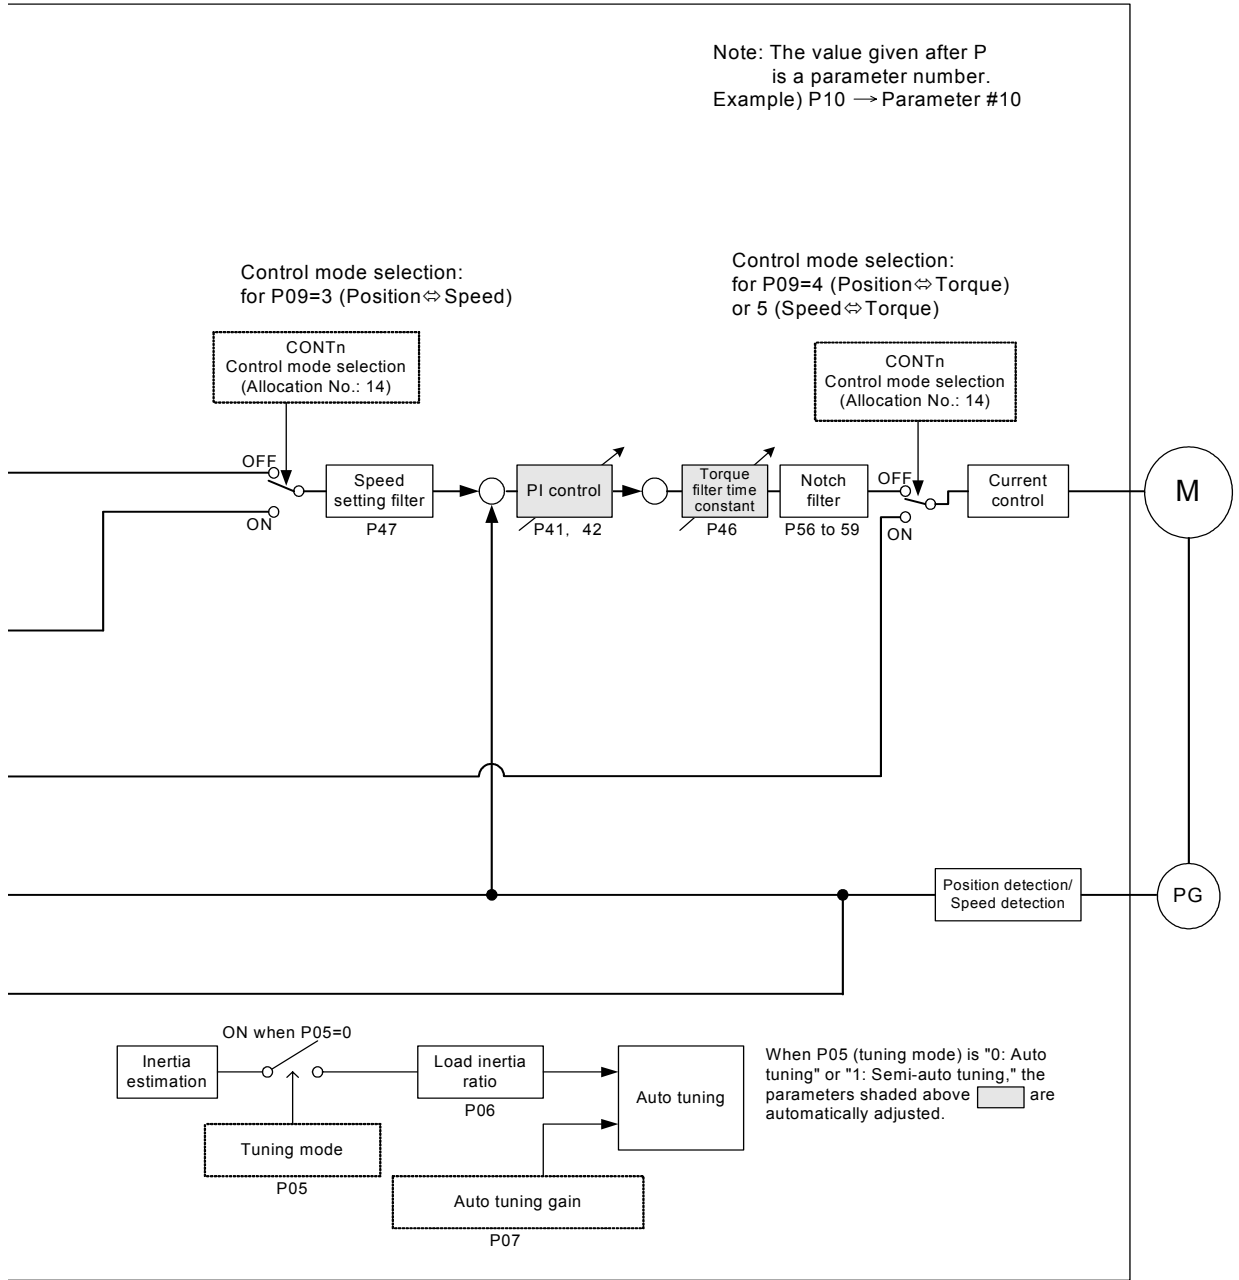 Note: The value given after P
is a parameter number.
Example) P10 → Parameter #10
Control mode selection:
for P09=3 (Position⇔Speed)
Control mode selection:
for P09=4 (Position⇔Torque)
or 5 (Speed⇔Torque)
CONTn
Control mode selection
(Allocation No.: 14)
CONTn
Control mode selection
(Allocation No.: 14)
OFF
ON
Speed
setting filter
P47
PI control
P41, 42
Torque
filter time
constant
P46
Notch
filter
P56 to 59
OFF
ON
Current
control
M
Position detection/
Speed detection
PG
ON when P05=0
Inertia
estimation
Load inertia
ratio
P06
Auto tuning
Tuning mode
P05
Auto tuning gain
P07
When P05 (tuning mode) is "0: Auto
tuning" or "1: Semi-auto tuning," the
parameters shaded above are
automatically adjusted.